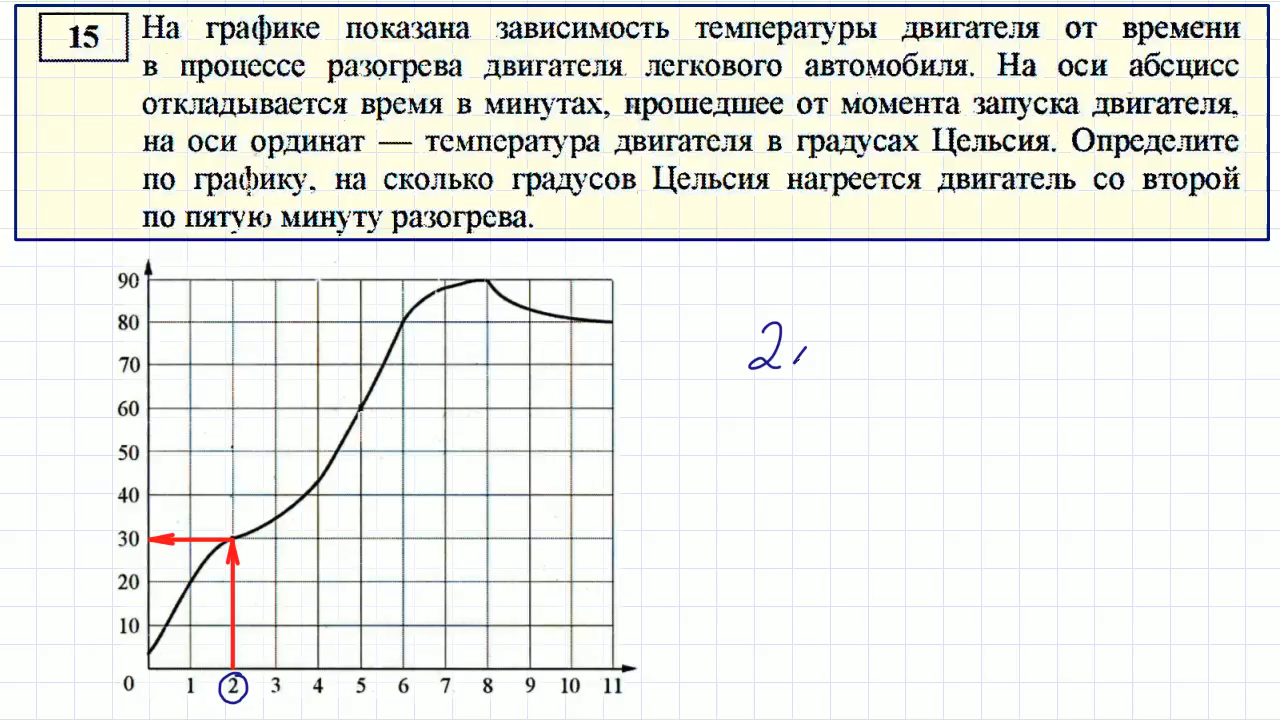 15
На графике показана зависимость температуры двигателя от времени
в процессе разогрева двигателя легкового автомобиля. На оси абсцисс
откладывается время в минутах, прошедшее от момента запуска двигателя,
на оси ординат — температура двигателя в градусах Цельсия. Определите
по графику, на сколько градусов Цельсия нагреется двигатель со второй
по пятую минуту разогрева.
90
80
70
60
50
40
30
20
10
0 1 2 3 4 5 6 7 8 9 10 11
2